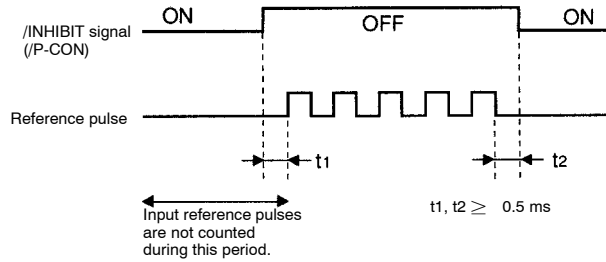 ON
OFF
ON
/INHIBIT signal
(/P-CON)
Reference pulse
t1
t2
Input reference pulses
are not counted
during this period.
t1, t2 ≥ 0.5 ms